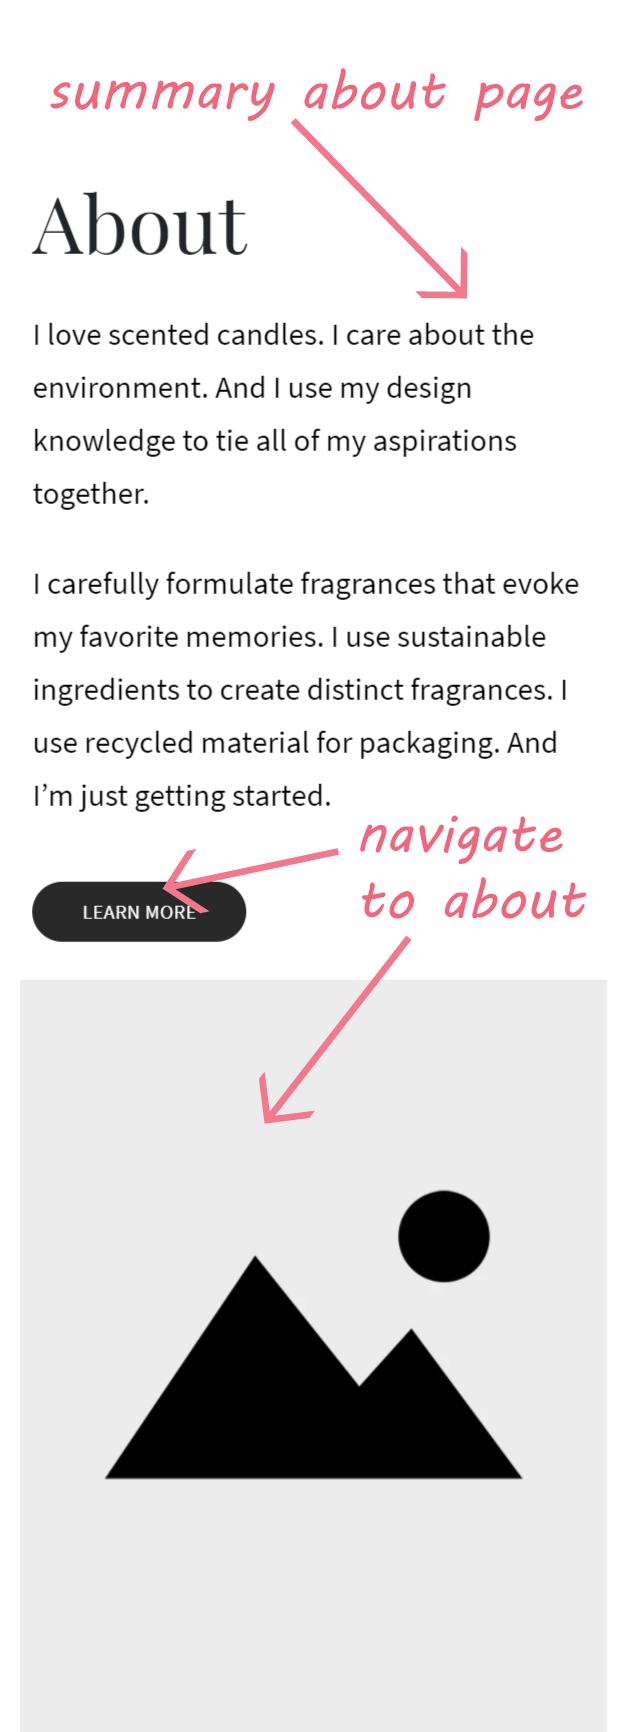 summary about page
About
I love scented candles. I care about the
environment. And I use my design
knowledge to tie all of my aspirations
together.
I carefully formulate fragrances that evoke
my favorite memories. I use sustainable
ingredients to create distinct fragrances. I
use recycled material for packaging. And
I’m just getting started.
navigate
to about
LEARN MORE